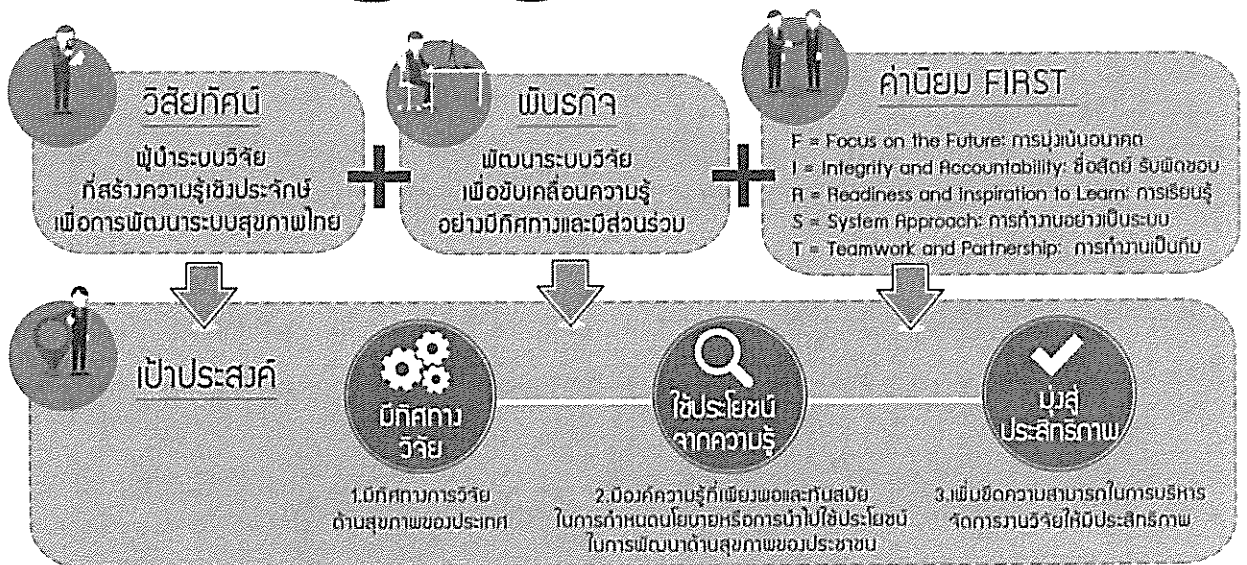 วิสัยทัศน์
ผู้นำระบบวิจัย
ที่สร้างความรู้เชิงประจักษ์
เพื่อการพัฒนาระบบสุขภาพไทย
พันธกิจ
พัฒนาระบบวิจัย
เพื่อขับเคลื่อนความรู้
อย่างมีทิศทางและมีส่วนร่วม
ค่านิยม FIRST
F = Focus on the Future: การมุ่งเน้นอนาคต
I = Integrity and Accountability: ซื่อสัตย์ รับผิดชอบ
R = Readiness and Inspiration to Learn: การเรียนรู้
S = System Approach: การทำงานอย่างเป็นระบบ
T = Teamwork and Partnership: การทำงานเป็นทีม
เป้าประสงค์
มีทิศทาง
วิจัย
1.มีทิศทางการวิจัย
ด้านสุขภาพของประเทศ
ใช้ประโยชน์
จากความรู้
2.มีองค์ความรู้ที่เพียงพอและทันสมัย
ในการกำหนดนโยบายหรือการนำไปใช้ประโยชน์
ในการพัฒนาด้านสุขภาพของประชาชน
มุ่งสู่
ประสิทธิภาพ
3.เพิ่มขีดความสามารถในการบริหาร
จัดการงานวิจัยให้มีประสิทธิภาพ